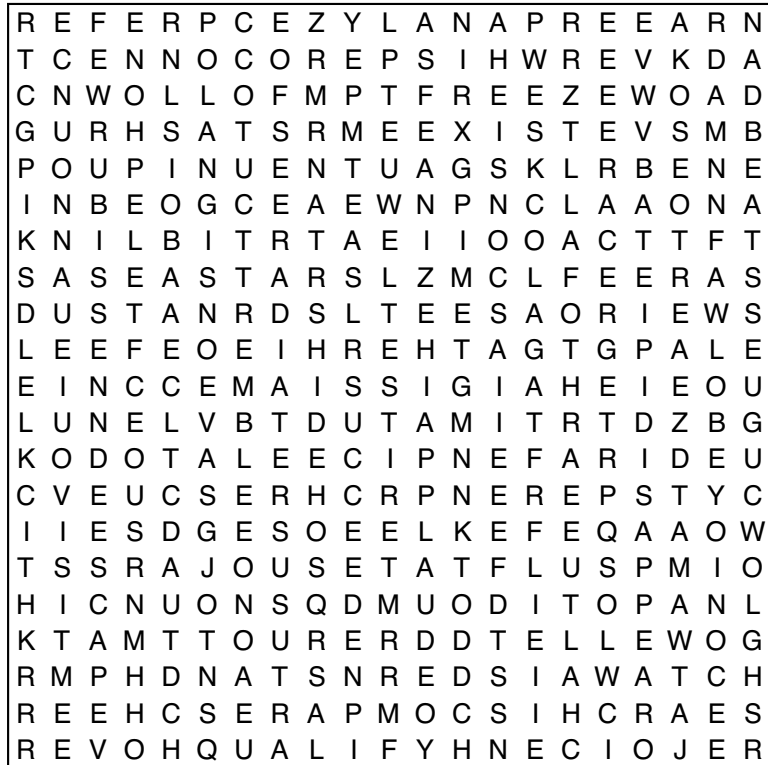 R E F E R P C E Z Y L A N A P R E E A R N
T C E N N O C O R E P S I H W R E V K D A
C N W O L L O F M P T F R E E Z E W O A D
G U R H S A T S R M E E X I S T E V S M B
P O U P I N U E N T U A G S K L R B E N E
I N B E O G C E A E W N P N C L A A O N A
K N I L B I T R T A E I I O O A C T T F T
S A S E A S T A R S L Z M C L F E E R A S
D U S T A N R D S L T E E S A O R I E W S
L E E F E O E I H R E H T A G T G P A L E
E I N C C E M A I S S I G I A H E I E O U
L U N E L V B T D U T A M I T R T D Z B G
K O D O T A L E E C I P N E F A R I D E U
C V E U C S E R H C R P N E R E P S T Y C
I I E S D G E S O E E L K E F E Q A A O W
T S S R A J O U S E T A T F L U S P M I O
H I C N U O N S Q D M U O D I T O P A N L
K T A M T T O U R E R D D T E L L E W O G
R M P H D N A T S N R E D S I A W A T C H
R E E H C S E R A P M O C S I H C R A E S
R E V O H Q U A L I F Y H N E C I O J E R